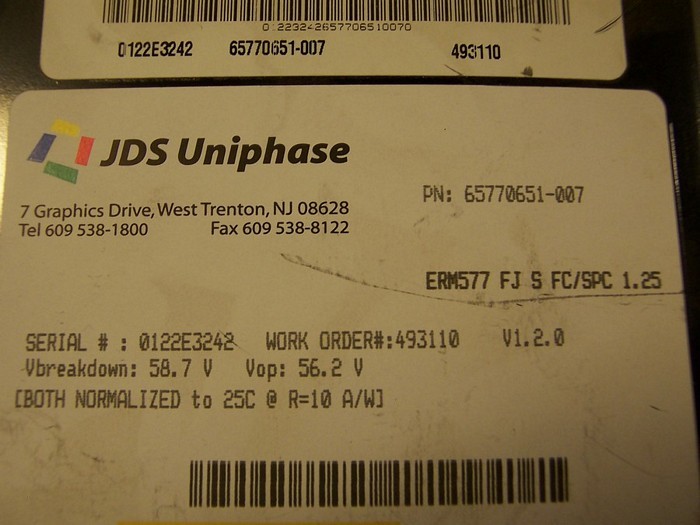 0122324265770651 0070
0122E3242 65770651-007 493110
JDS Uniphase
7 Graphics Drive, West Trenton, NJ 08628
Tel 609 538-1800 Fax 609 538-8122
PN: 65770651-007
ERM577 FJ S FC/SPC 1.25
SERIAL # : 0122E3242 WORK ORDER#:493110 V1.2.0
Vbreakdown: 58.7 V Vop: 56.2 V
[BOTH NORMALIZED to 25C @ R=10 A/W]